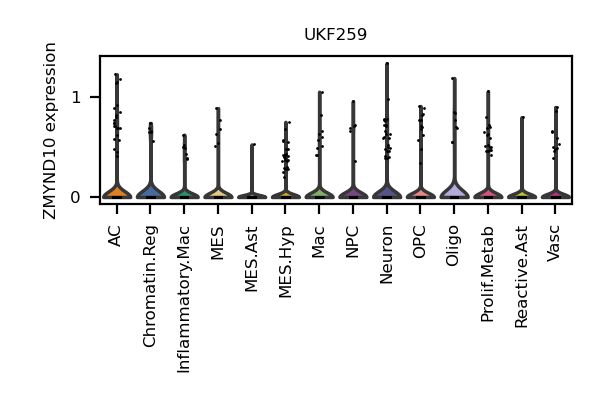 UKF259
ZMYND10 expression
1
0
AC
Chromatin.Reg
Inflammatory.Mac
MES
MES.Ast
MES.Hyp
Mac
NPC
Neuron
OPC
Oligo
Prolif.Metab
Reactive.Ast
Vasc